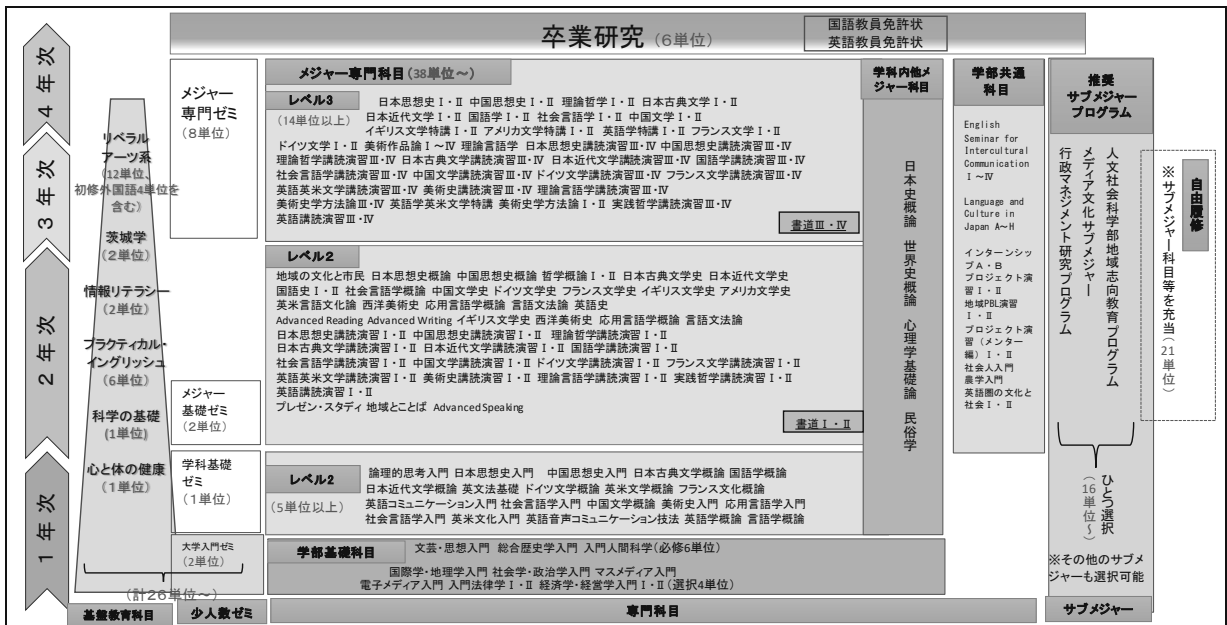 卒業研究（6単位）
国語教員免許状
英語教員免許状
4年次
3年次
2年次
1年次
リベラル
アーツ系
（12単位、
初修外国語4単位を
含む）
茨城学
（2単位）
情報リテラシー
（2単位）
プラクティカル・
イングリッシュ
（6単位）
科学の基礎
（1単位）
心と体の健康
（1単位）
（計26単位～）
基盤教育科目
メジャー
専門ゼミ
（8単位）
メジャー
基礎ゼミ
（2単位）
学科基礎
ゼミ
（1単位）
大学入門ゼミ
（2単位）
少人数ゼミ
メジャー専門科目（38単位～）
レベル3
（14単位以上）
日本思想史Ⅰ・Ⅱ 中国思想史Ⅰ・Ⅱ 理論哲学Ⅰ・Ⅱ 日本古典文学Ⅰ・Ⅱ
日本近代文学Ⅰ・Ⅱ 国語学Ⅰ・Ⅱ 社会言語学Ⅰ・Ⅱ 中国文学Ⅰ・Ⅱ
イギリス文学特講Ⅰ・Ⅱ アメリカ文学特講Ⅰ・Ⅱ 英語学特講Ⅰ・Ⅱ フランス文学Ⅰ・Ⅱ
ドイツ文学Ⅰ・Ⅱ 美術作品論Ⅰ～Ⅳ 理論言語学 日本思想史講読演習Ⅲ・Ⅳ 中国思想史講読演習Ⅲ・Ⅳ
理論哲学講読演習Ⅲ・Ⅳ 日本古典文学講読演習Ⅲ・Ⅳ 日本近代文学講読演習Ⅲ・Ⅳ 国語学講読演習Ⅲ・Ⅳ
社会言語学講読演習Ⅲ・Ⅳ 中国文学講読演習Ⅲ・Ⅳ ドイツ文学講読演習Ⅲ・Ⅳ フランス文学講読演習Ⅲ・Ⅳ
英語英米文学講読演習Ⅲ・Ⅳ 美術史講読演習Ⅲ・Ⅳ 理論言語学講読演習Ⅲ・Ⅳ
美術史学方法論Ⅲ・Ⅳ 英語学英米文学特講 美術史学方法論Ⅰ・Ⅱ 実践哲学講読演習Ⅲ・Ⅳ
英語講読演習Ⅲ・Ⅳ
書道Ⅲ・Ⅳ
レベル2
地域の文化と市民 日本思想史概論 中国思想史概論 哲学概論Ⅰ・Ⅱ 日本古典文学史 日本近代文学史
国語史Ⅰ・Ⅱ 社会言語学概論 中国文学史 ドイツ文学史 フランス文学史 イギリス文学史 アメリカ文学史
英米言語文化論 西洋美術史 応用言語学概論 言語文法論 英語史
Advanced Reading Advanced Writing イギリス文学史 西洋美術史 応用言語学概論 言語文法論
日本思想史講読演習Ⅰ・Ⅱ 中国思想史講読演習Ⅰ・Ⅱ 理論哲学講読演習Ⅰ・Ⅱ
日本古典文学講読演習Ⅰ・Ⅱ 日本近代文学講読演習Ⅰ・Ⅱ 国語学講読演習Ⅰ・Ⅱ
社会言語学講読演習Ⅰ・Ⅱ 中国文学講読演習Ⅰ・Ⅱ ドイツ文学講読演習Ⅰ・Ⅱ フランス文学講読演習Ⅰ・Ⅱ
英語英米文学講読演習Ⅰ・Ⅱ 美術史講読演習Ⅰ・Ⅱ 理論言語学講読演習Ⅰ・Ⅱ 実践哲学講読演習Ⅰ・Ⅱ
英語講読演習Ⅰ・Ⅱ
プレゼン・スタディ 地域とことば Advanced Speaking
書道Ⅰ・Ⅱ
レベル2
（5単位以上）
論理的思考入門 日本思想史入門 中国思想史入門 日本古典文学概論 国語学概論
日本近代文学概論 英文法基礎 ドイツ文学概論 英米文学概論 フランス文化概論
英語コミュニケーション入門 社会言語学入門 中国文学概論 美術史入門 応用言語学入門
社会言語学入門 英米文化入門 英語音声コミュニケーション技法 英語学概論 言語学概論
学部基礎科目
文芸・思想入門 総合歴史学入門 入門人間科学（必修6単位）
国際学・地理学入門 社会学・政治学入門 マスメディア入門
電子メディア入門 入門法律学Ⅰ・Ⅱ 経済学・経営学入門Ⅰ・Ⅱ（選択4単位）
専門科目
学科内他メ
ジャー科目
日本史概論 世界史概論 心理学基礎論 民俗学
学部共通
科目
English
Seminar for
Intercultural
Communication
Ⅰ～Ⅳ
Language and
Culture in
Japan A～H
インターンシッ
プA・B
プロジェクト演
習Ⅰ・Ⅱ
地域PBL演習
Ⅰ・Ⅱ
プロジェクト演
習（メンター
編）Ⅰ・Ⅱ
社会人入門
農学入門
英語圏の文化と
社会Ⅰ・Ⅱ
推奨
サブメジャー
プログラム
人文社会科学部地域志向教育プログラム
メディア文化サブメジャー
行政マネジメント研究プログラム
ひとつ選択
（16単位～）
※その他のサブメ
ジャーも選択可能
サブメジャー
自由履修
※サブメジャー科目等を充当（21単位）